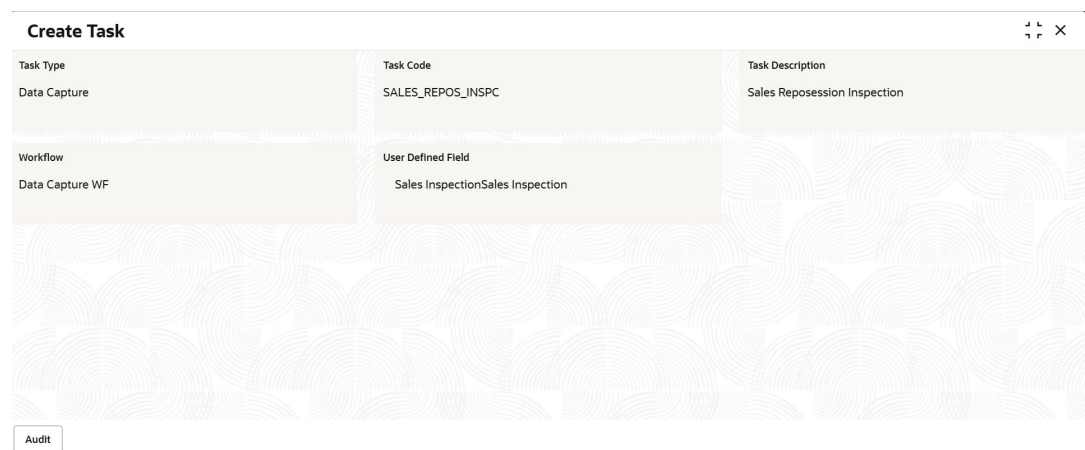 Create Task
Task Type
Data Capture
Task Code
SALES_REPOS_INSPC
Task Description
Sales Reposession Inspection
Workflow
Data Capture WF
User Defined Field
Sales InspectionSales Inspection
Audit